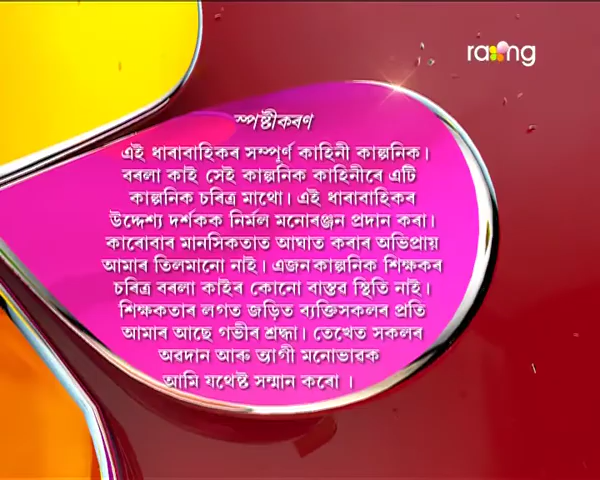 rang
স্পষ্টীকৰণ
এই ধাৰাবাহিকৰ সম্পূৰ্ণ কাহিনী কাল্পনিক।
বৰলা কাই সেই কাল্পনিক কাহিনীৰে এটি
কাল্পনিক চৰিত্ৰ মাথো। এই ধাৰাবাহিকৰ
উদ্দেশ্য দৰ্শকক নিৰ্মল মনোৰঞ্জন প্ৰদান কৰা।
কাৰোবাৰ মানসিকতাত আঘাত কৰাৰ অভিপ্ৰায়
আমাৰ তিলমানো নাই। এজন কাল্পনিক শিক্ষকৰ
চৰিত্ৰ বৰলা কাইৰ কোনো বাস্তৱ স্থিতি নাই।
শিক্ষকতাৰ লগত জড়িত ব্যক্তিসকলৰ প্ৰতি
আমাৰ আছে গভীৰ শ্ৰদ্ধা। তেখেত সকলৰ
অৱদান আৰু ত্যাগী মনোভাৱক
আমি যথেষ্ট সন্মান কৰো ।